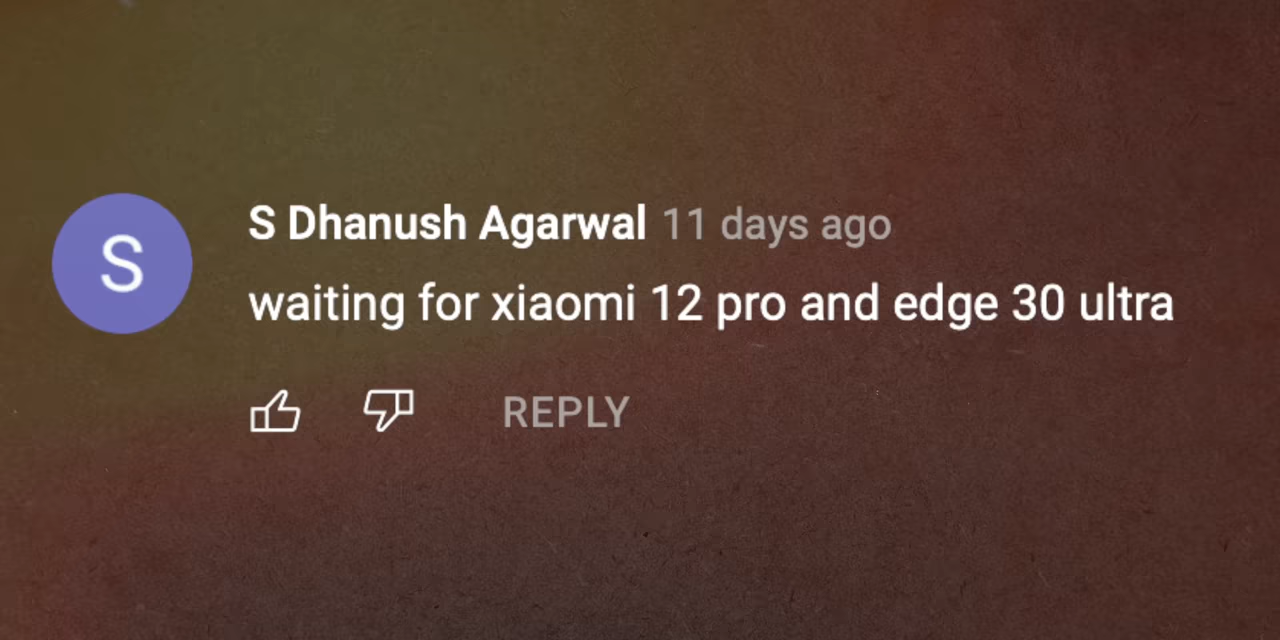 S
S Dhanush Agarwal 11 days ago
waiting for xiaomi 12 pro and edge 30 ultra
REPLY